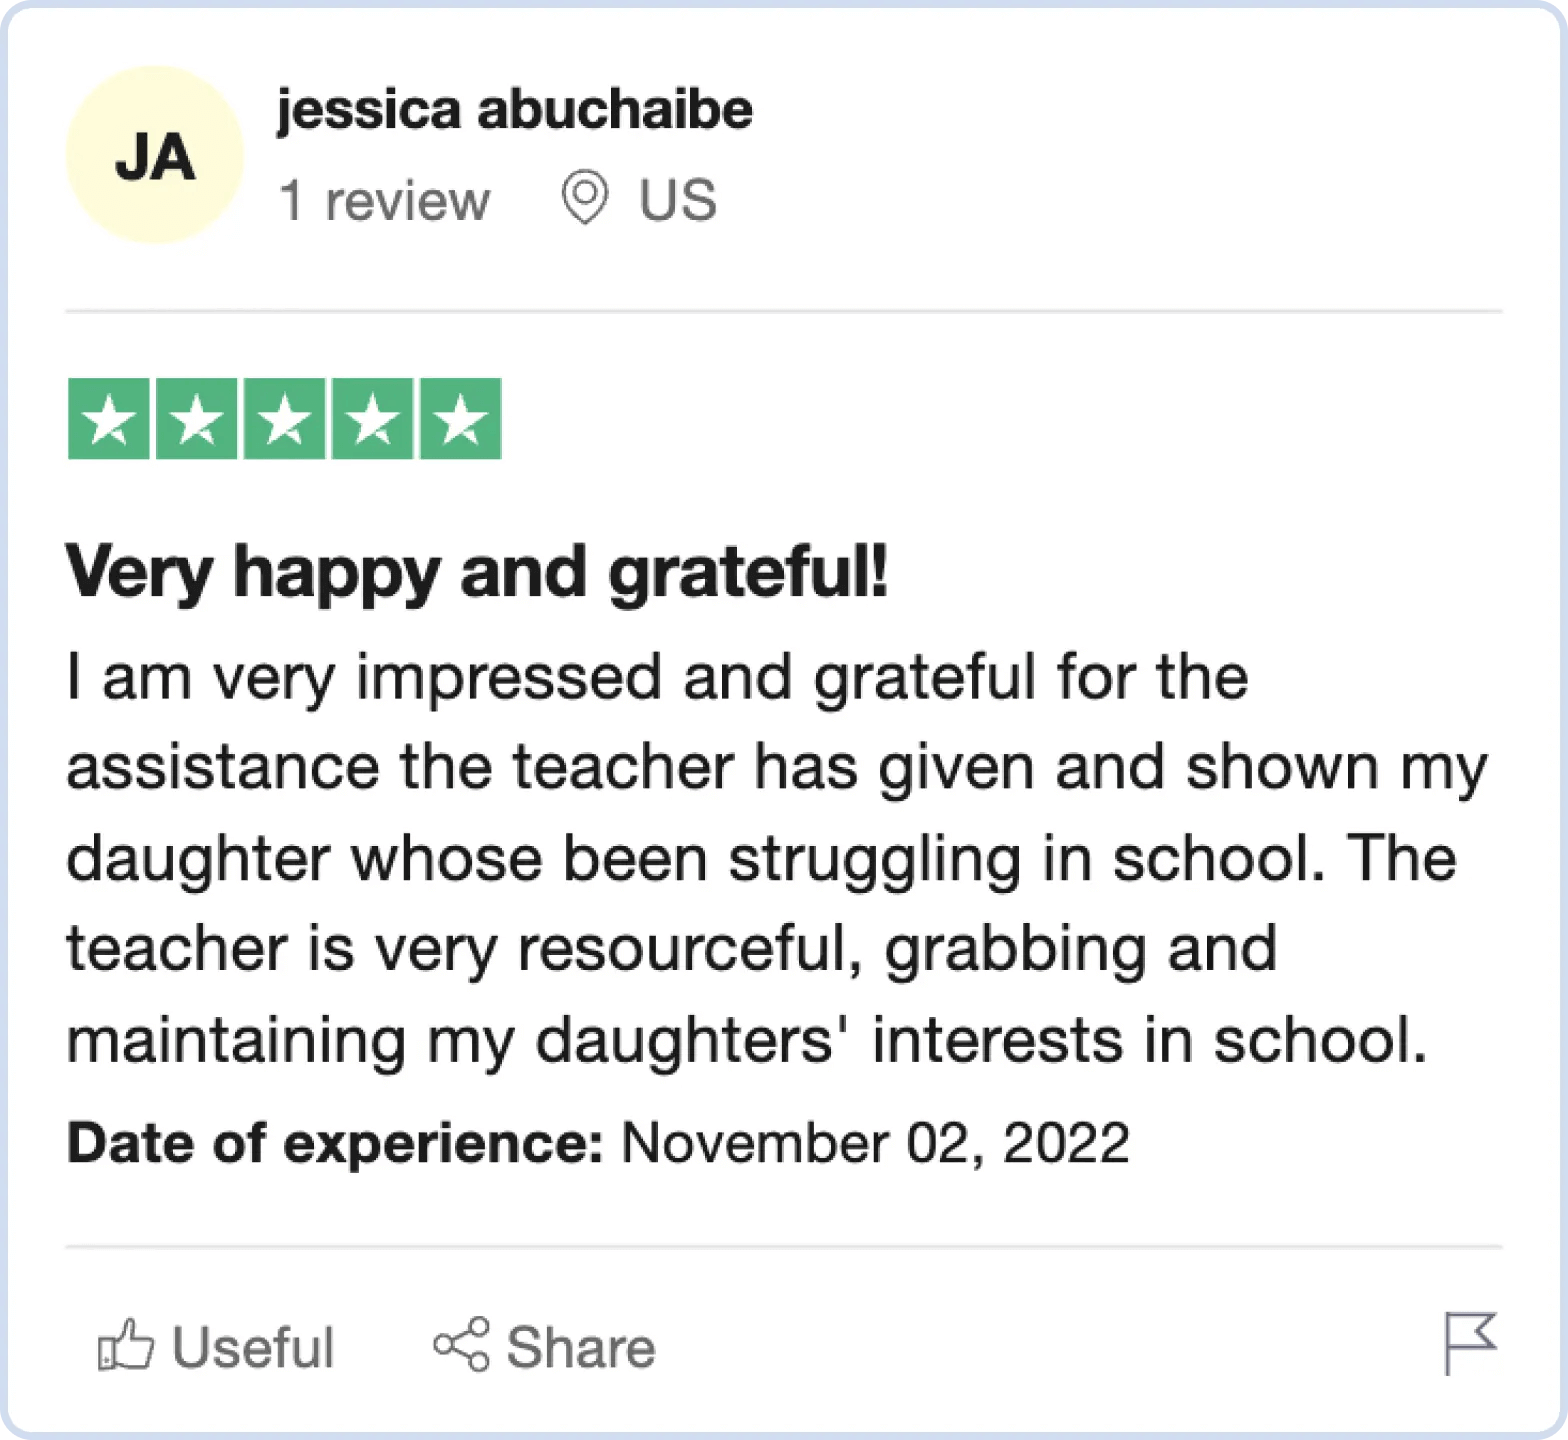 JA
jessica abuchaibe
1 review US
Very happy and grateful!
I am very impressed and grateful for the
assistance the teacher has given and shown my
daughter whose been struggling in school. The
teacher is very resourceful, grabbing and
maintaining my daughters' interests in school.
Date of experience: November 02, 2022
Useful Share